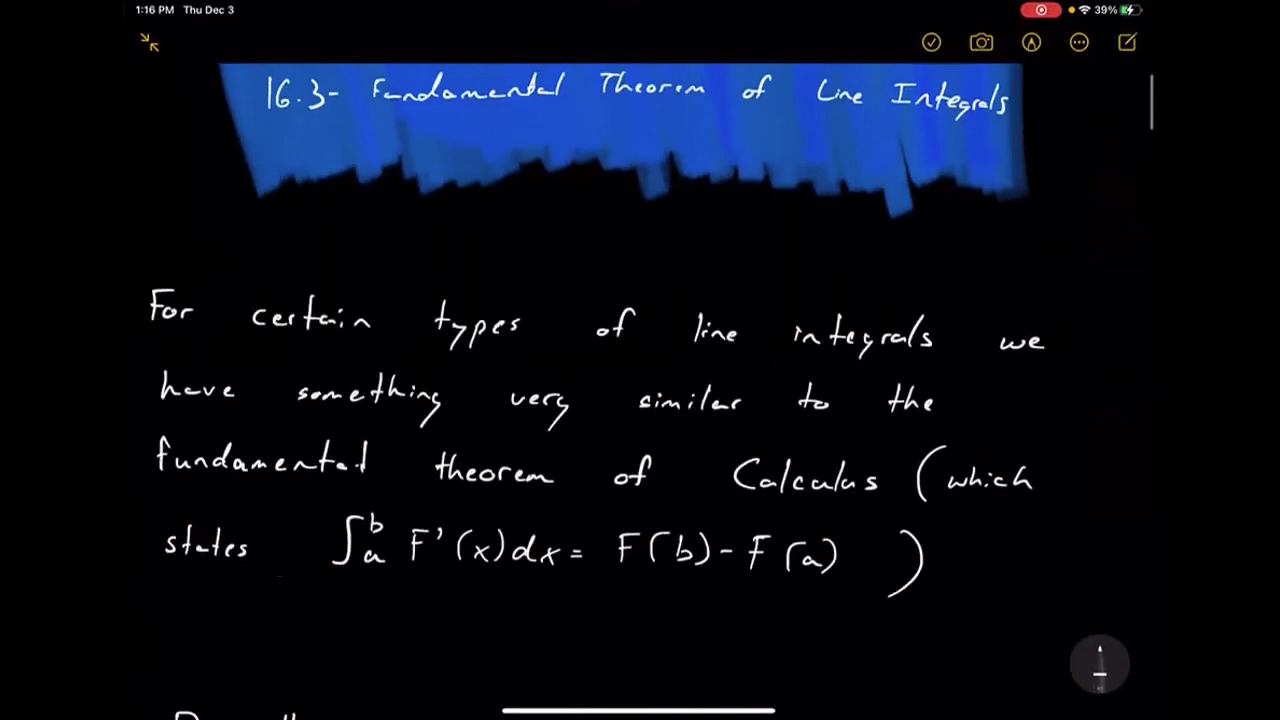 1:16 PM Thu Dec 3
39%
16.3- Fundamental Theorem of Line Integrals
For certain types of line integrals we
have something very similar to the
fundamental theorem of Calculus (which
states ∫ₐᵇ F'(x)dx = F(b) - F(a) )